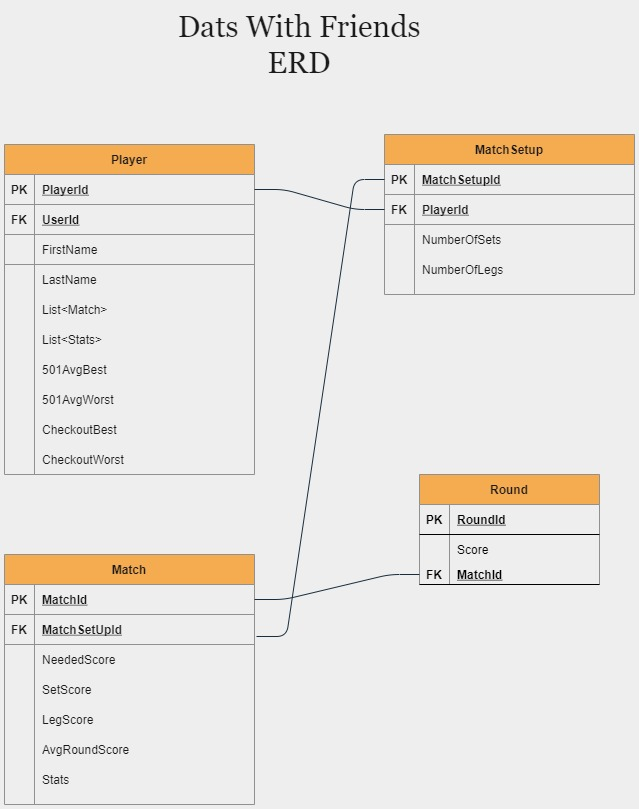 Dats With Friends
ERD
Player
PK PlayerId
FK UserId
FirstName
LastName
List<Match>
List<Stats>
501AvgBest
501AvgWorst
CheckoutBest
CheckoutWorst
MatchSetup
PK MatchSetupId
FK PlayerId
NumberOfSets
NumberOfLegs
Match
PK MatchId
FK MatchSetUpId
NeededScore
SetScore
LegScore
AvgRoundScore
Stats
Round
PK RoundId
Score
FK MatchId